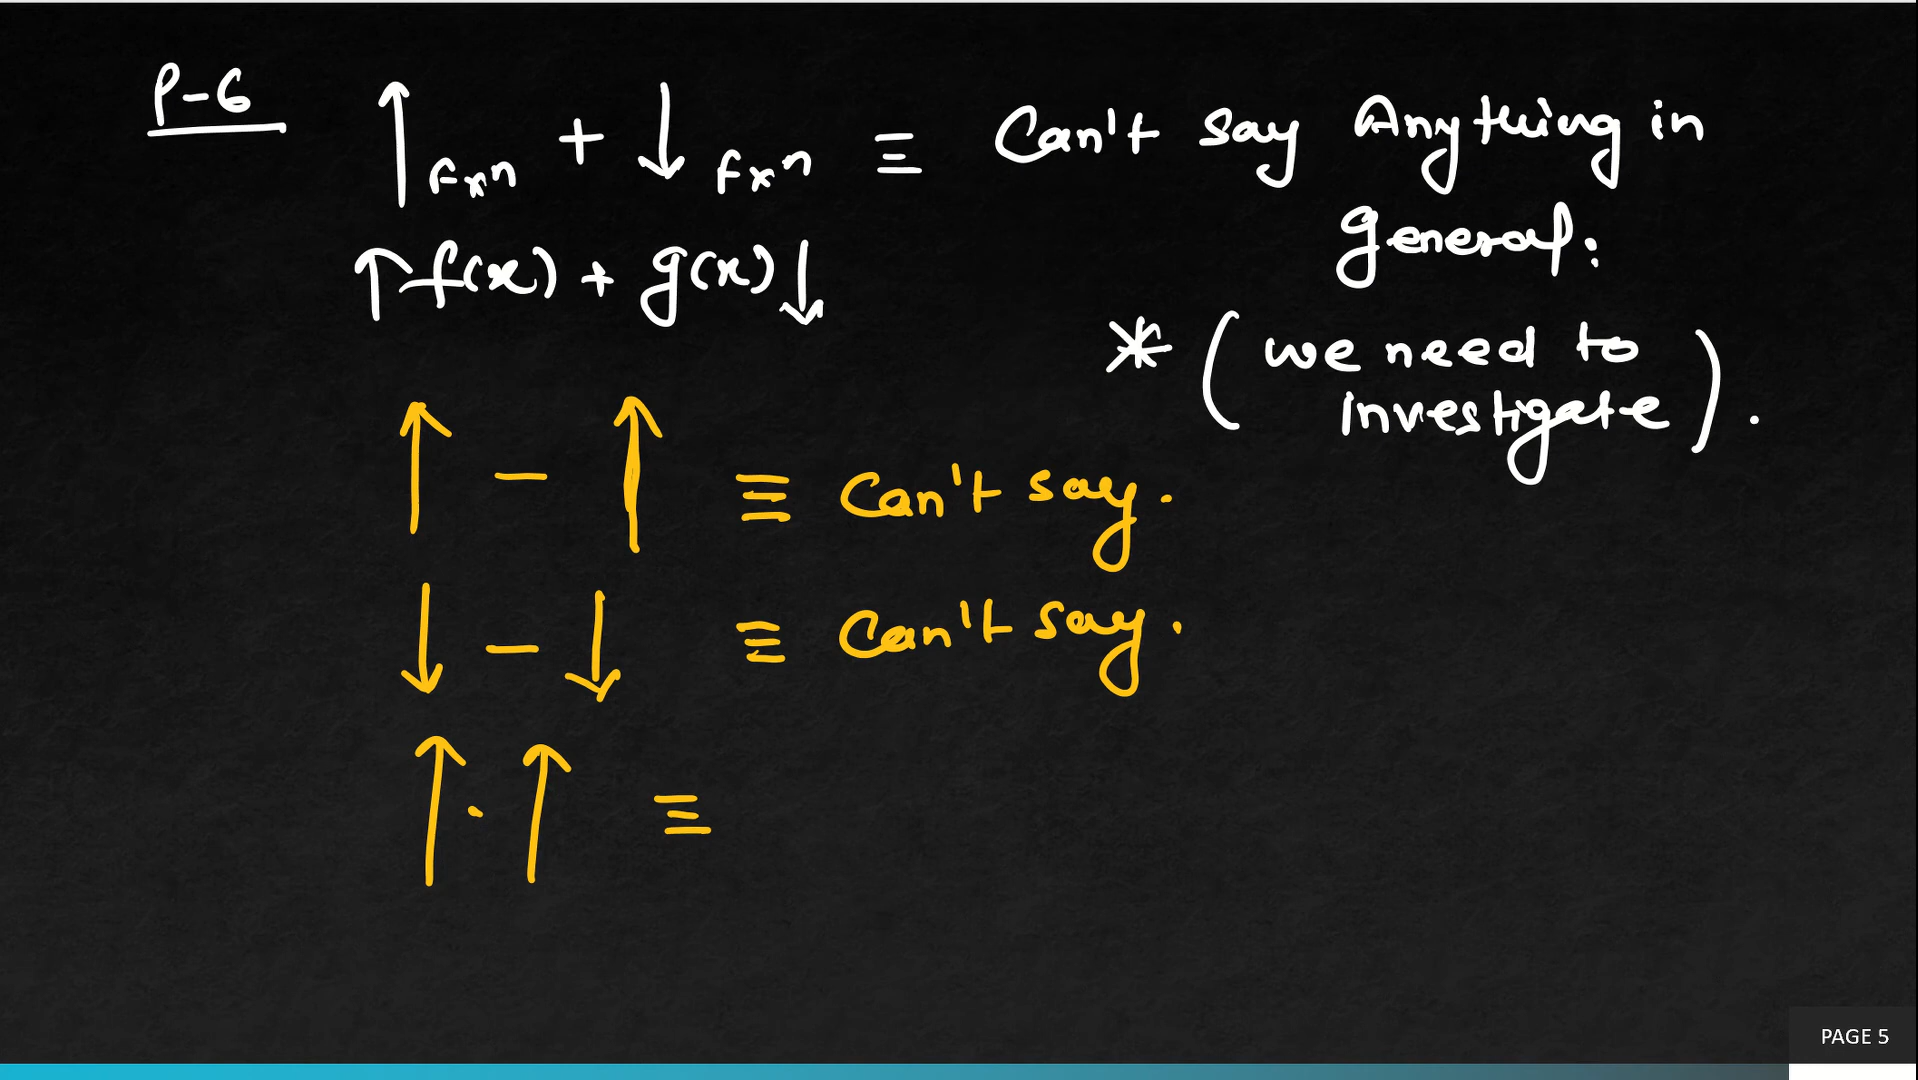 P-6
↑ Fxn + ↓ Fxn ≡ Can't say Anything in general.
↑ f(x) + g(x) ↓
* (we need to investigate).
↑ - ↑ ≡ Can't say.
↓ - ↓ ≡ Can't say.
↑ . ↑ ≡
PAGE 5